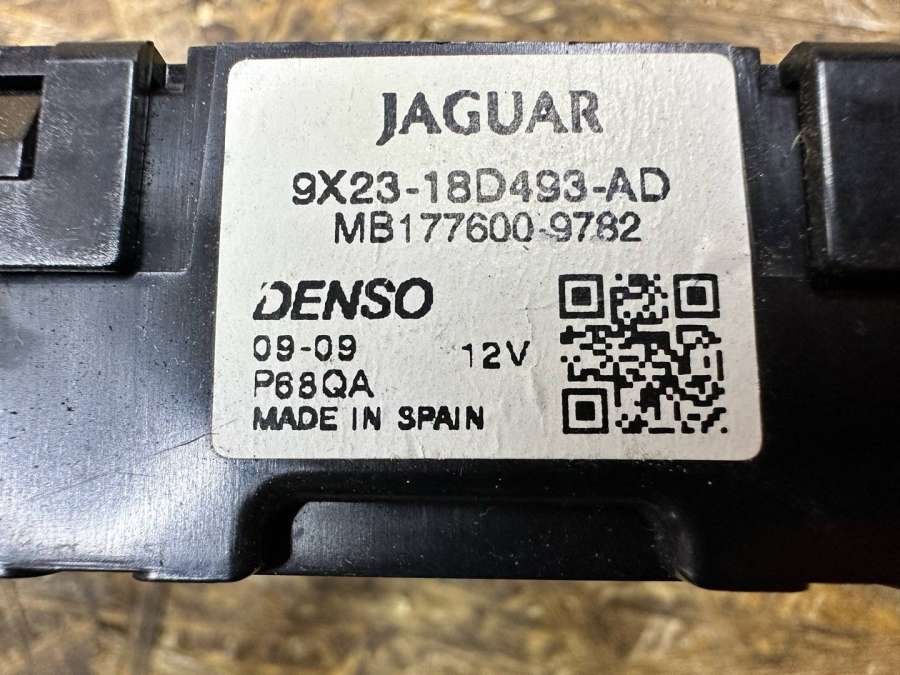 JAGUAR
9X23-18D493-AD
MB177600-9782
DENSO
09-09 12V
P68QA
MADE IN SPAIN